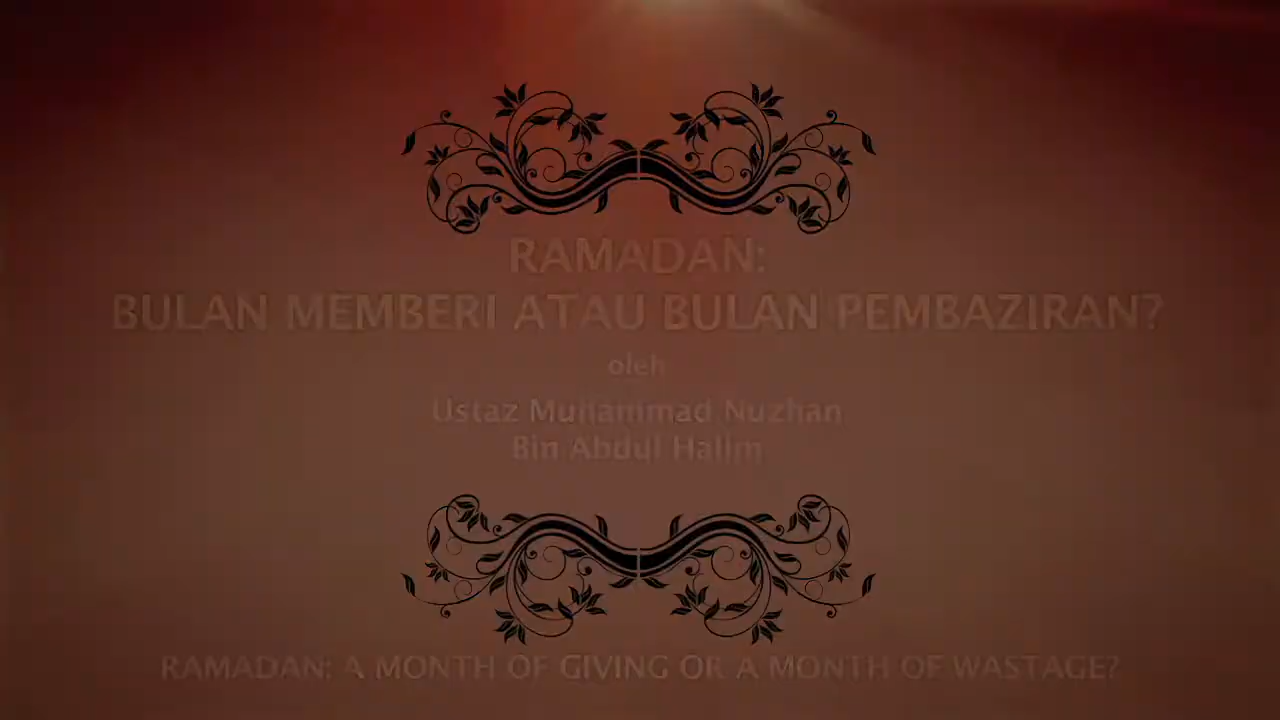 RAMADAN:
BULAN MEMBERI ATAU BULAN PEMBAZIRAN?
oleh
Ustaz Muhammad Nuzhan
Bin Abdul Halim
RAMADAN: A MONTH OF GIVING OR A MONTH OF WASTAGE?